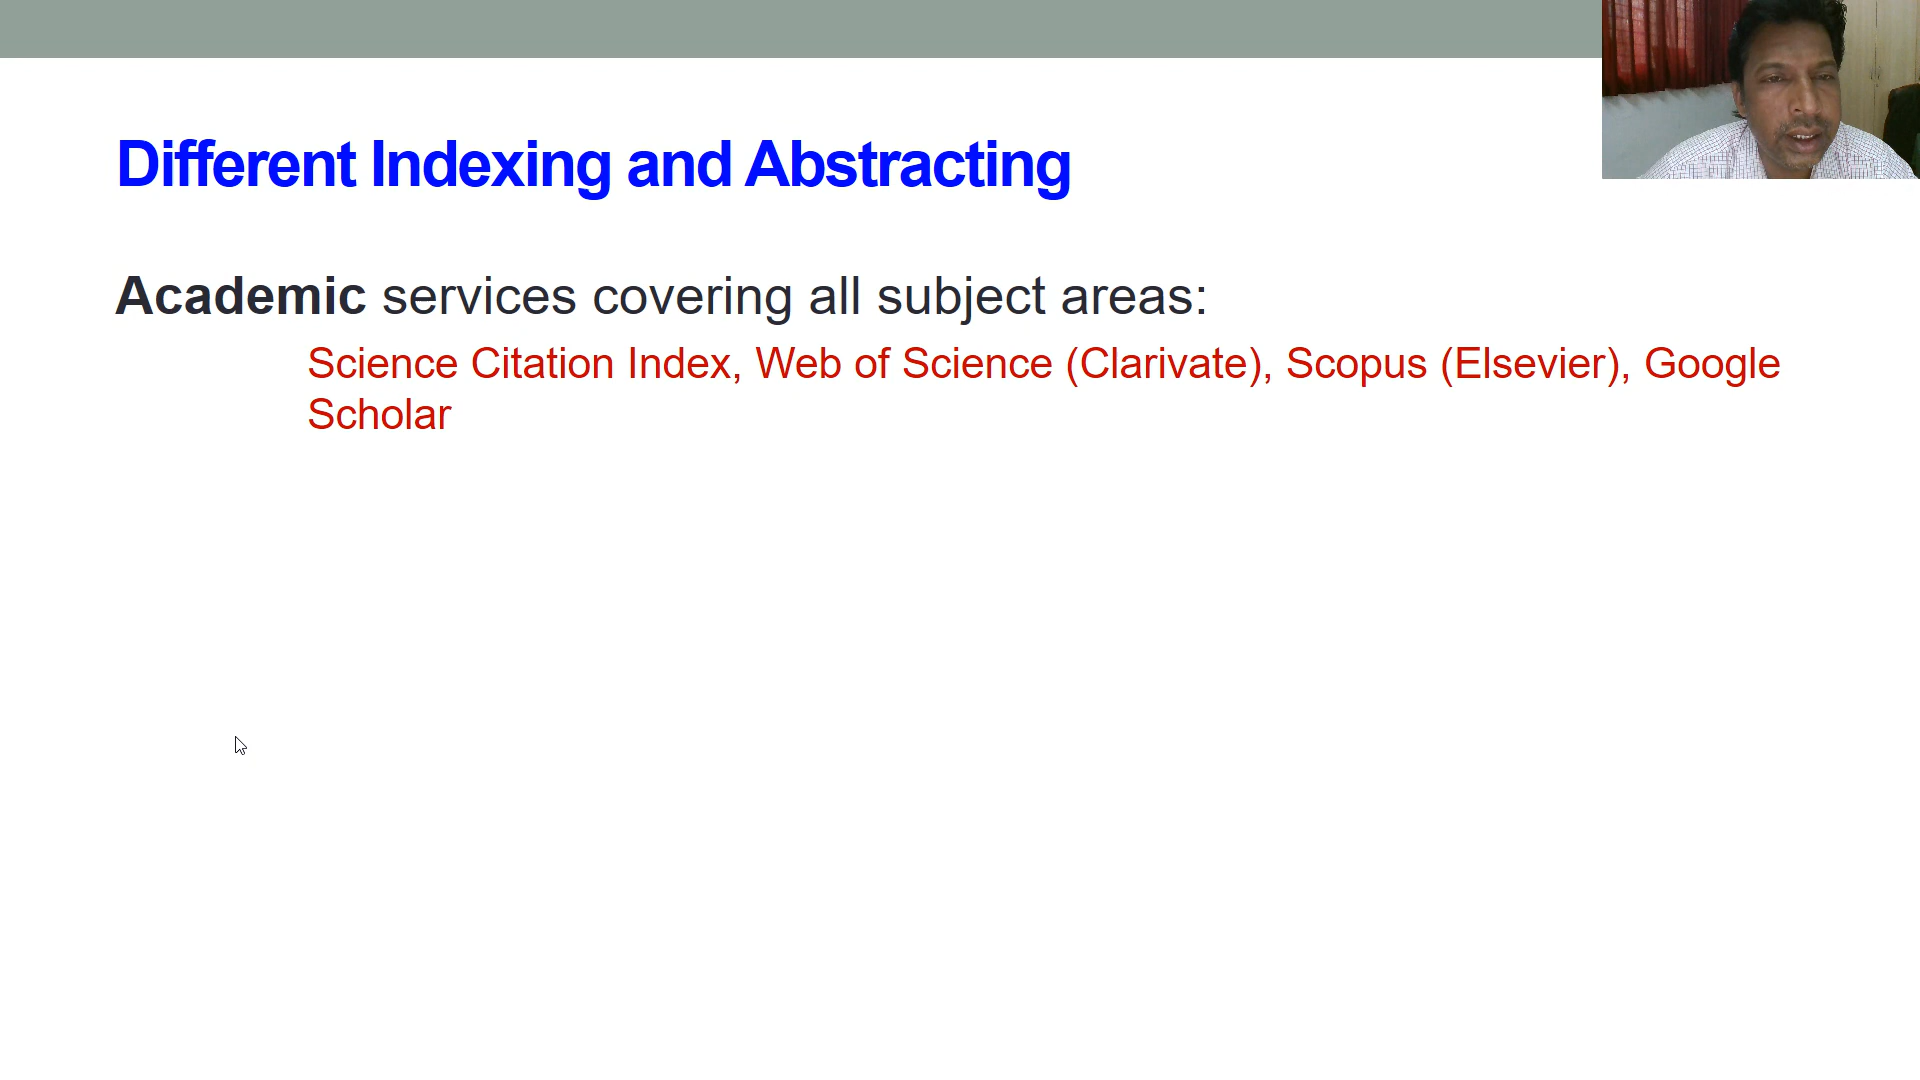 Different Indexing and Abstracting
Academic services covering all subject areas:
Science Citation Index, Web of Science (Clarivate), Scopus (Elsevier), Google
Scholar